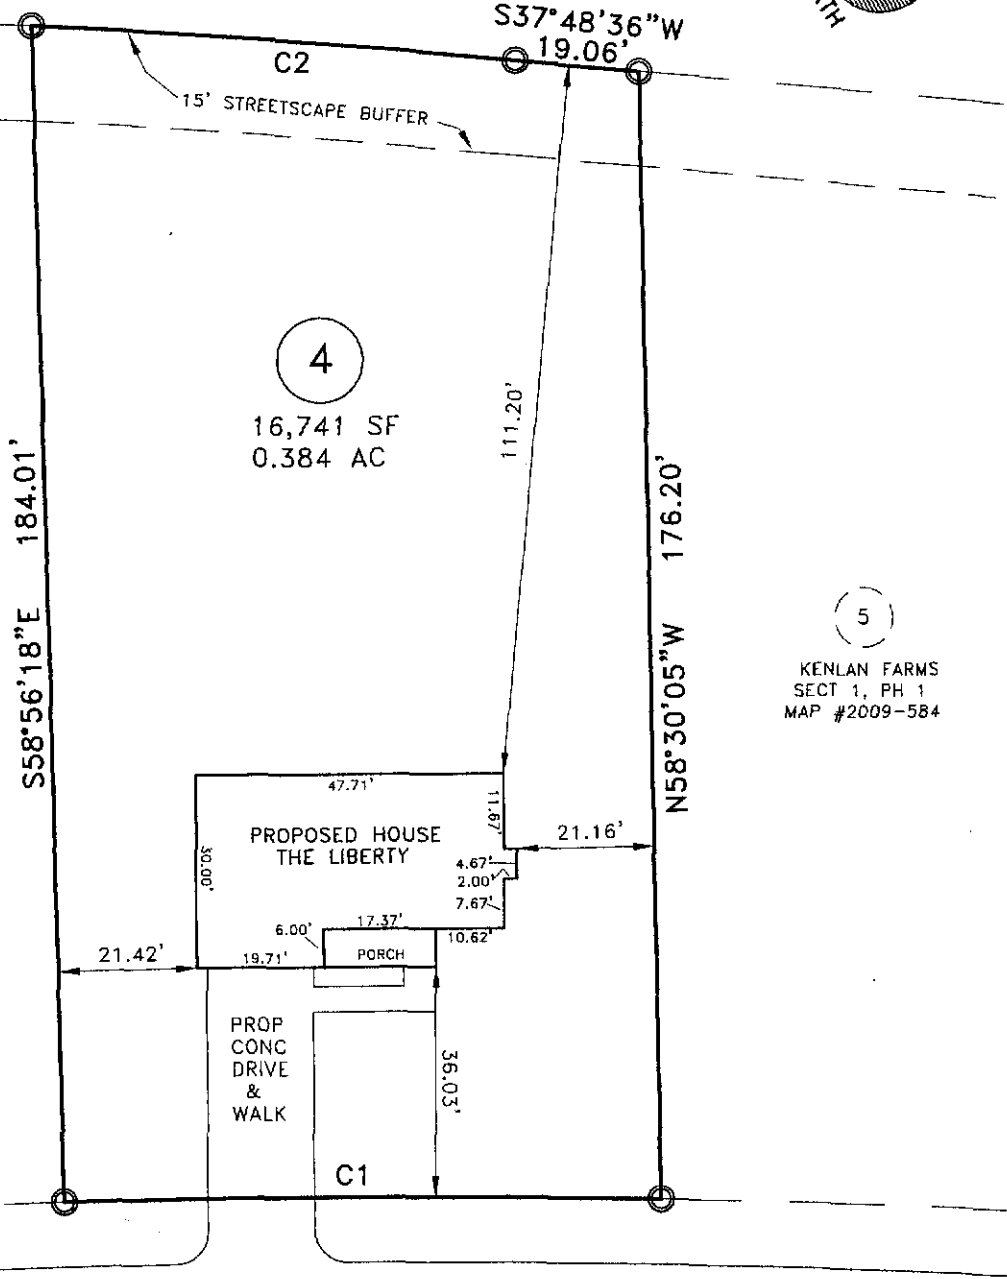 S37°48'36"W
19.06'
C2
15' STREETSCAPE BUFFER
4
16,741 SF
0.384 AC
111.20'
S58°56'18"E 184.01'
N58°30'05"W 176.20'
5
KENLAN FARMS
SECT 1, PH 1
MAP #2009-584
47.71'
11.67'
PROPOSED HOUSE
THE LIBERTY
21.16'
30.00'
4.67'
2.00'
7.67'
17.37'
6.00'
10.62'
21.42'
19.71'
PORCH
PROP
CONC
DRIVE
&
WALK
36.03'
C1